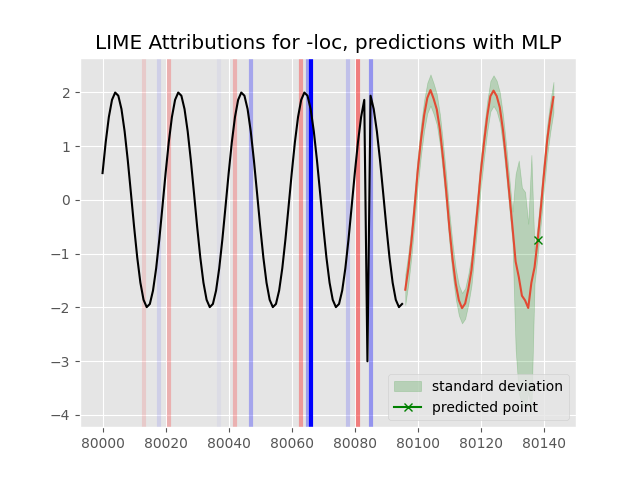 LIME Attributions for -loc, predictions with MLP
2
1
0
−1
−2
−3
−4
80000 80020 80040 80060 80080 80100 80120 80140
standard deviation
predicted point